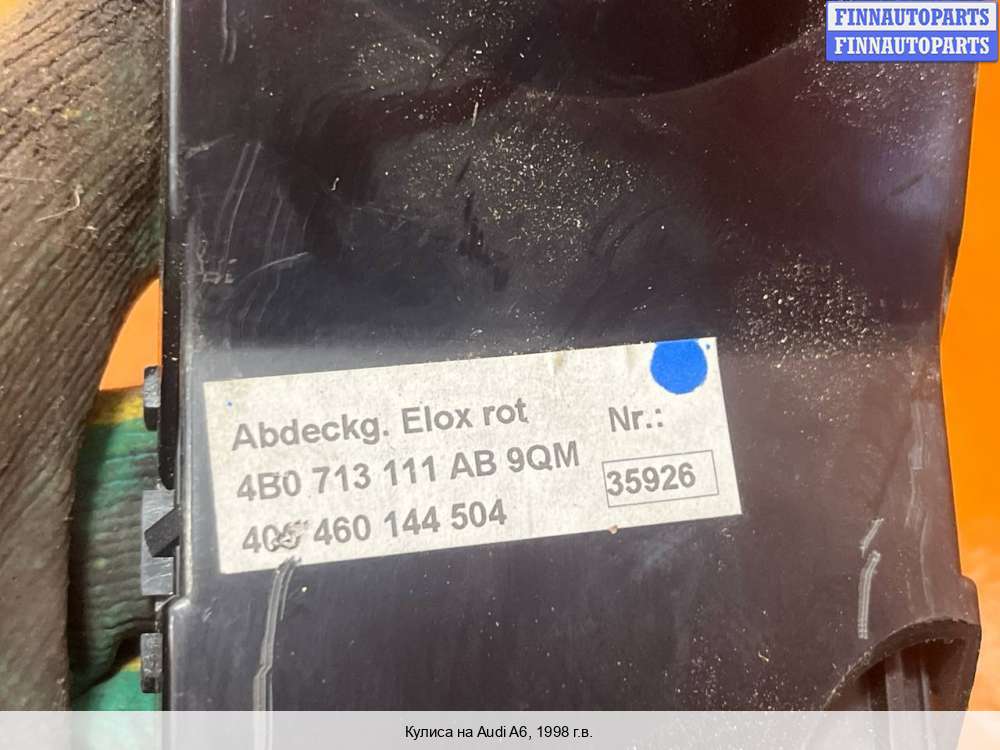 FINNAUTOPARTS
FINNAUTOPARTS
Abdeckg. Elox rot
Nr.:
4B0 713 111 AB 9QM
35926
405 460 144 504
Кулиса на Audi A6, 1998 г.в.